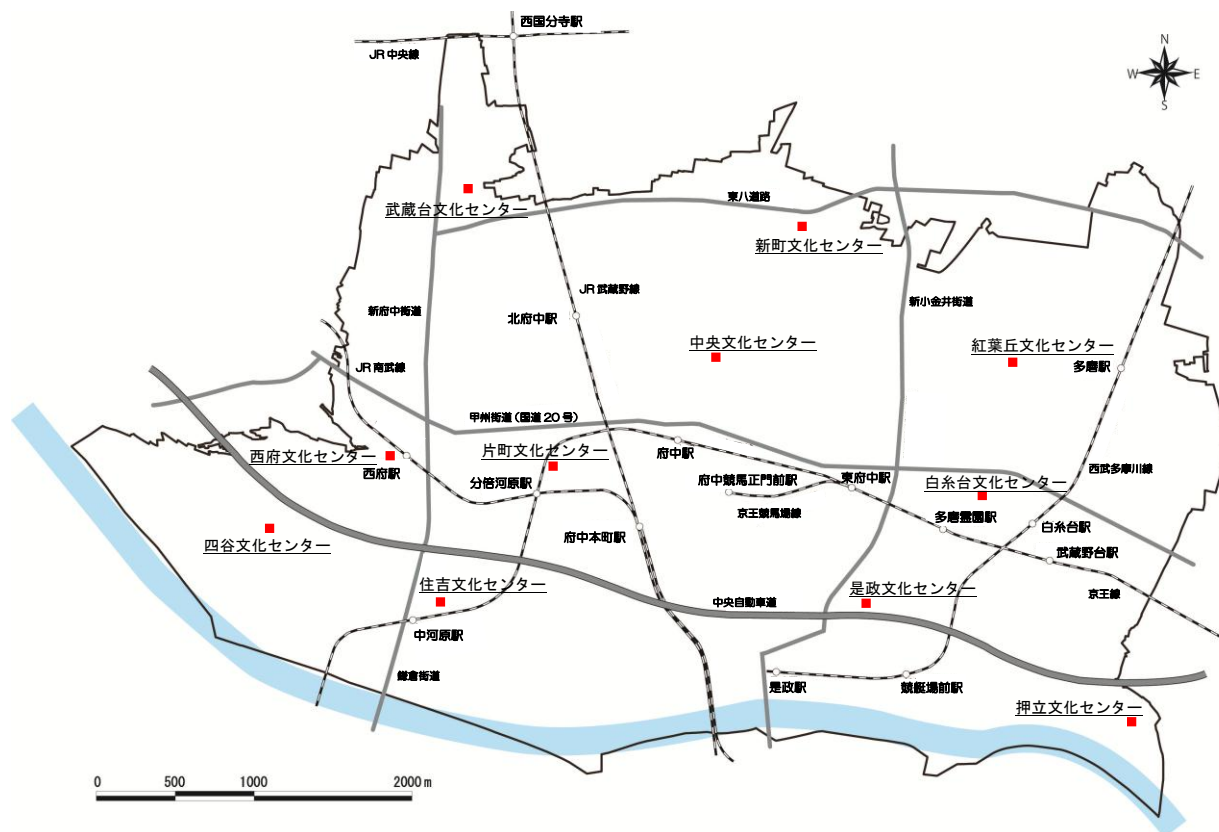 西国分寺駅
JR中央線
N
W
E
S
武蔵台文化センター
東八道路
新町文化センター
JR武蔵野線
新府中街道
北府中駅
新小金井街道
中央文化センター
紅葉丘文化センター
JR南武線
多磨駅
甲州街道(国道20号)
西府文化センター
片町文化センター
府中駅
西府駅
分倍河原駅
府中競馬正門前駅
東府中駅
西武多摩川線
白糸台文化センター
京王競馬場線
多磨霊園駅
白糸台駅
四谷文化センター
府中本町駅
武蔵野台駅
住吉文化センター
是政文化センター
京王線
中央自動車道
中河原駅
鎌倉街道
是政駅
競艇場前駅
押立文化センター
0 500 1000 2000m